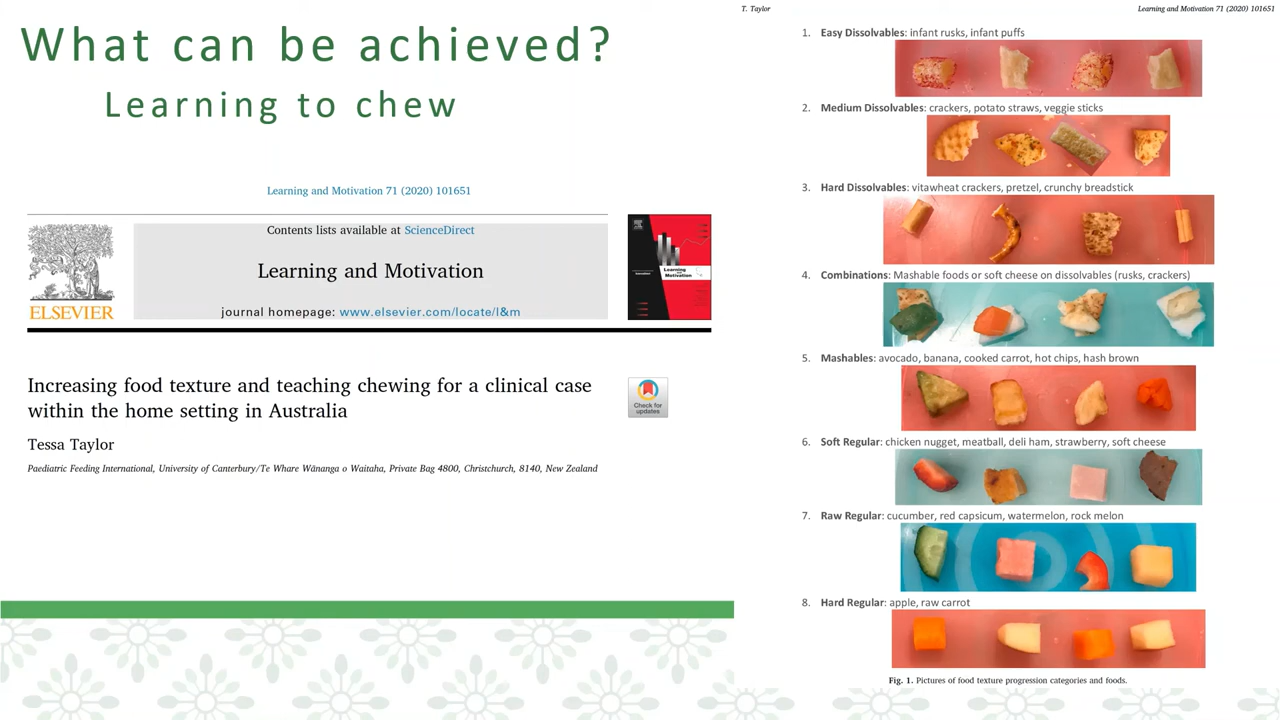 What can be achieved?
Learning to chew
Learning and Motivation 71 (2020) 101651
Contents lists available at ScienceDirect
Learning and Motivation
journal homepage: www.elsevier.com/locate/l&m
ELSEVIER
Learning and Motivation
Increasing food texture and teaching chewing for a clinical case
within the home setting in Australia
Check for
updates
Tessa Taylor
Paediatric Feeding International, University of Canterbury/Te Whare Wānanga o Waitaha, Private Bag 4800, Christchurch, 8140, New Zealand
T. Taylor
Learning and Motivation 71 (2020) 101651
1. Easy Dissolvables: infant rusks, infant puffs
2. Medium Dissolvables: crackers, potato straws, veggie sticks
3. Hard Dissolvables: vitawheat crackers, pretzel, crunchy breadstick
4. Combinations: Mashable foods or soft cheese on dissolvables (rusks, crackers)
5. Mashables: avocado, banana, cooked carrot, hot chips, hash brown
6. Soft Regular: chicken nugget, meatball, deli ham, strawberry, soft cheese
7. Raw Regular: cucumber, red capsicum, watermelon, rock melon
8. Hard Regular: apple, raw carrot
Fig. 1. Pictures of food texture progression categories and foods.